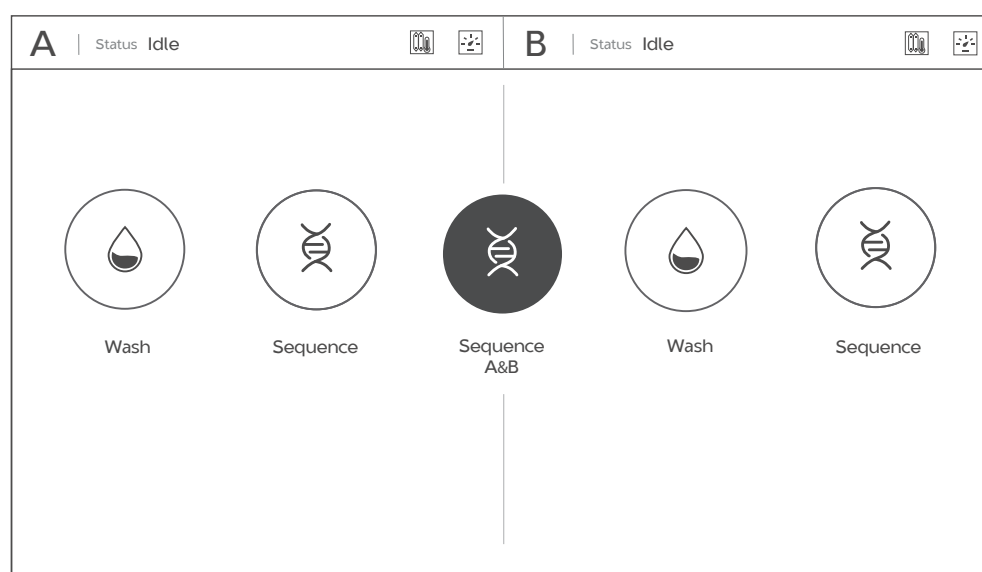 A | Status Idle
B | Status Idle
Wash
Sequence
Sequence
A&B
Wash
Sequence